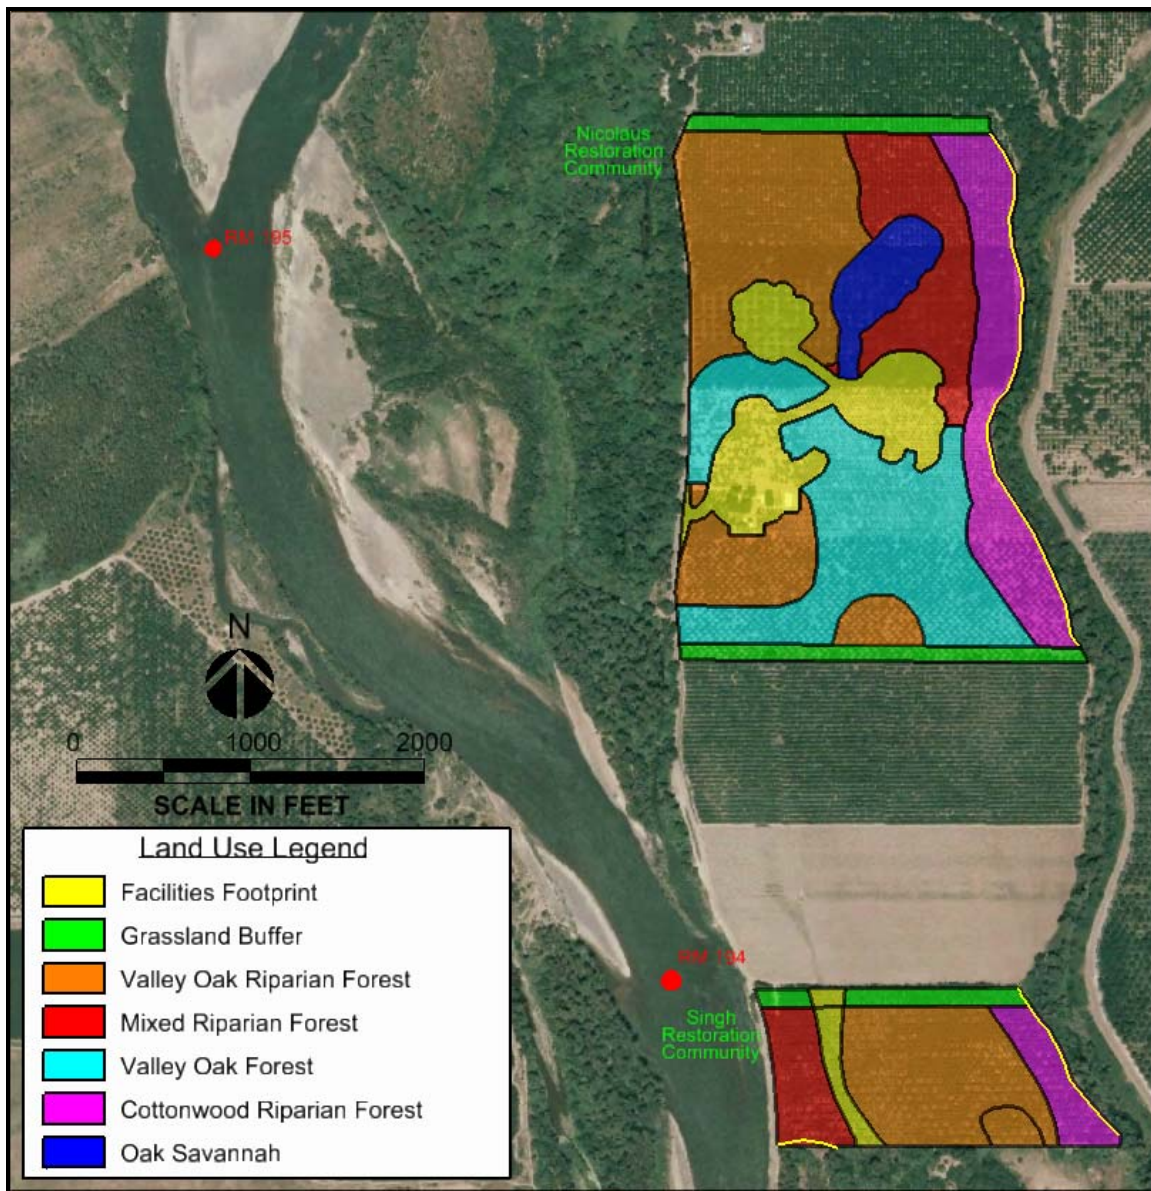 Nicolaus
Restoration
Community
RM 195
N
0 1000 2000
SCALE IN FEET
Land Use Legend
Facilities Footprint
Grassland Buffer
Valley Oak Riparian Forest
Mixed Riparian Forest
Valley Oak Forest
Cottonwood Riparian Forest
Oak Savannah
RM 194
Singh
Restoration
Community